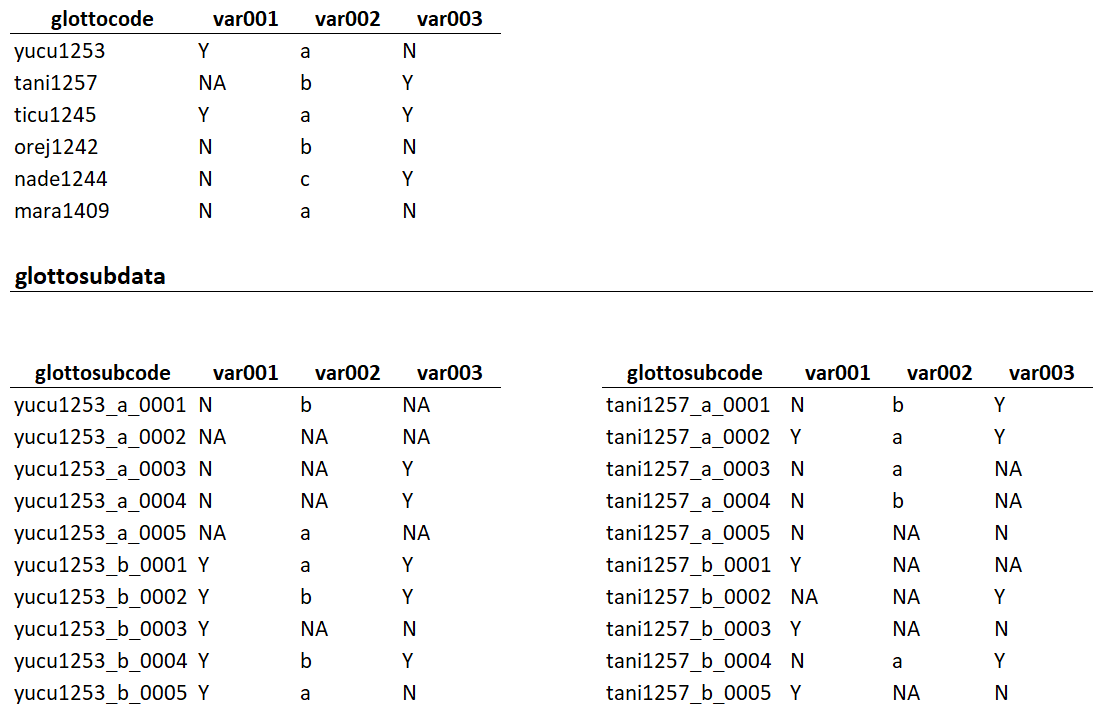 glottocode var001 var002 var003
yucu1253 Y a N
tani1257 NA b Y
ticu1245 Y a Y
orej1242 N b N
nade1244 N c Y
mara1409 N a N
glottosubdata
glottosubcode var001 var002 var003 glottosubcode var001 var002 var003
yucu1253_a_0001 N b NA tani1257_a_0001 N b Y
yucu1253_a_0002 NA NA NA tani1257_a_0002 Y a Y
yucu1253_a_0003 N NA Y tani1257_a_0003 N a NA
yucu1253_a_0004 N NA Y tani1257_a_0004 N b NA
yucu1253_a_0005 NA a NA tani1257_a_0005 N NA N
yucu1253_b_0001 Y a Y tani1257_b_0001 Y NA NA
yucu1253_b_0002 Y b Y tani1257_b_0002 NA NA Y
yucu1253_b_0003 Y NA N tani1257_b_0003 Y NA N
yucu1253_b_0004 Y b Y tani1257_b_0004 N a Y
yucu1253_b_0005 Y a N tani1257_b_0005 Y NA N